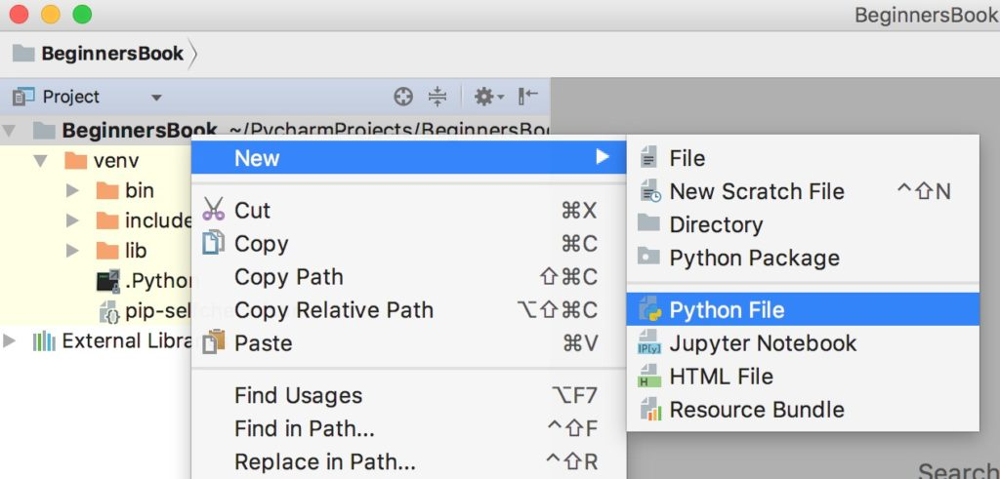 BeginnersBook
BeginnersBook
Project
BeginnersBook ~/PycharmProjects/BeginnersBoo
venv
bin
include
lib
.Python
pip-selfche
External Libra
New
Cut ⌘X
Copy ⌘C
Copy Path ⇧⌘C
Copy Relative Path ⌥⇧⌘C
Paste ⌘V
Find Usages ⌥F7
Find in Path... ^⇧F
Replace in Path... ^⇧R
File
New Scratch File ^⇧N
Directory
Python Package
Python File
IP[y] Jupyter Notebook
H HTML File
Resource Bundle
Search